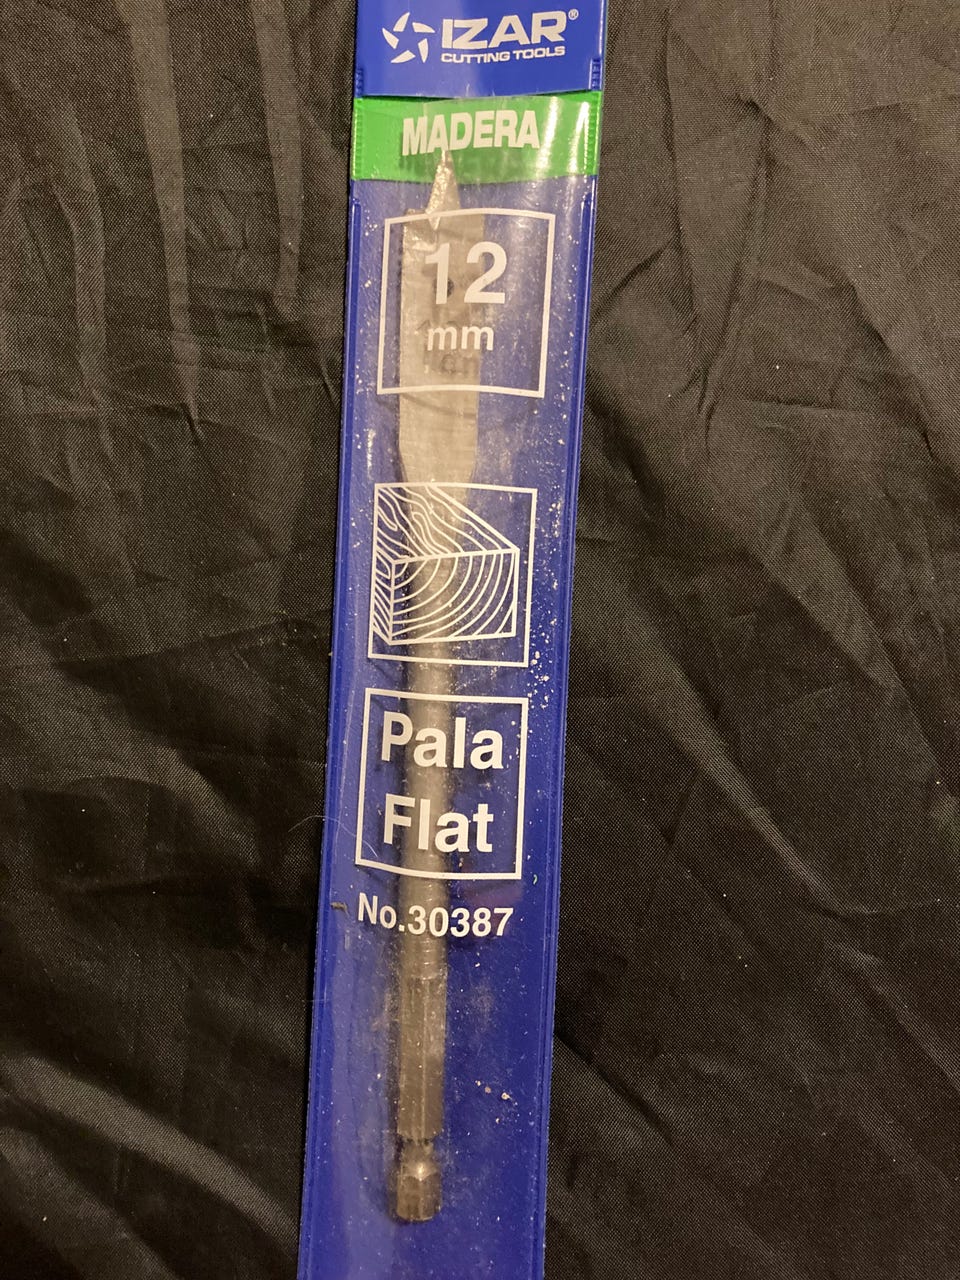 IZAR®
CUTTING TOOLS
MADERA
12
mm
Pala
Flat
No.30387